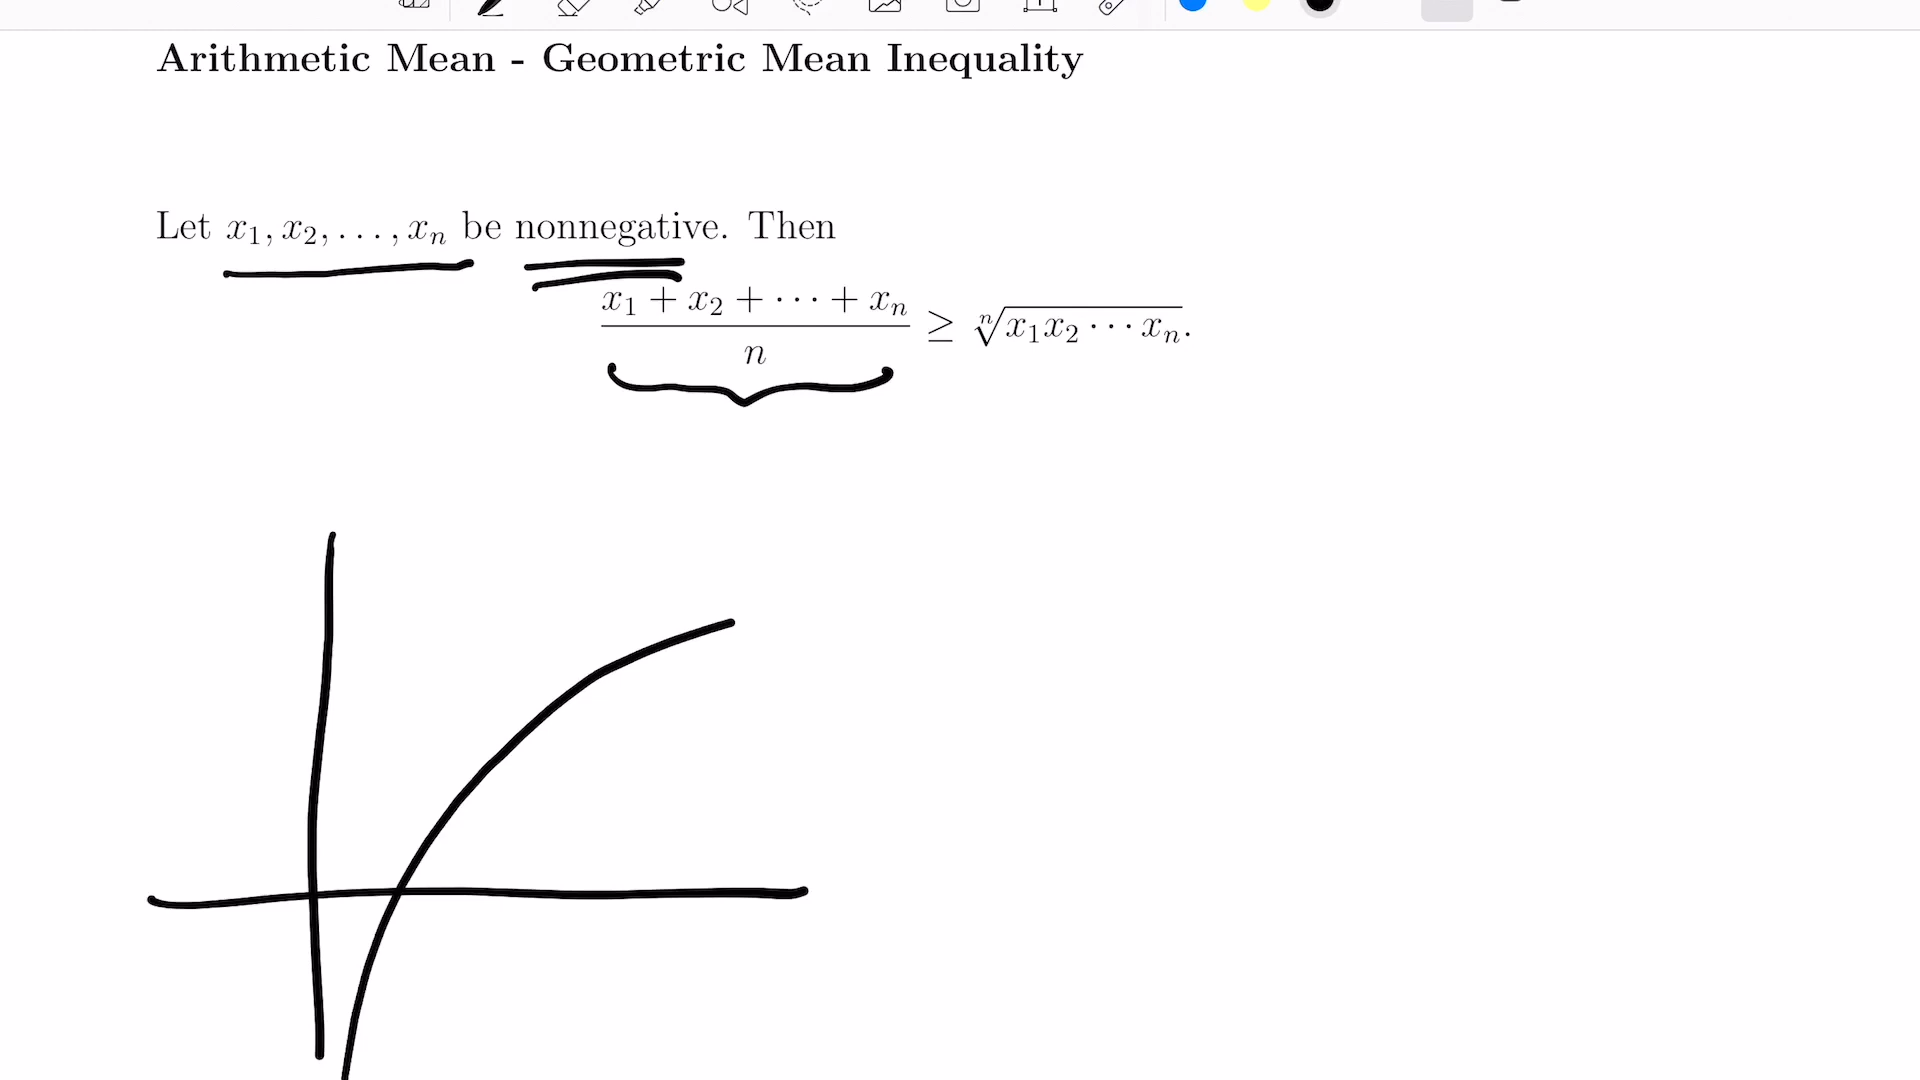 Arithmetic Mean - Geometric Mean Inequality
Let x₁, x₂, . . . , xₙ be nonnegative. Then
(x₁ + x₂ + · · · + xₙ)/n ≥ ⁿ√(x₁x₂ · · · xₙ).